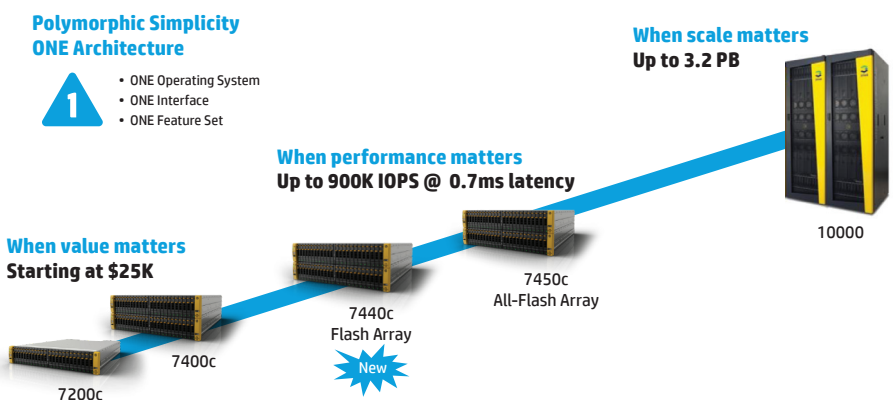 Polymorphic Simplicity
ONE Architecture
1
• ONE Operating System
• ONE Interface
• ONE Feature Set
When scale matters
Up to 3.2 PB
10000
When performance matters
Up to 900K IOPS @ 0.7ms latency
7450c
All-Flash Array
7440c
Flash Array
New
When value matters
Starting at $25K
7400c
7200c